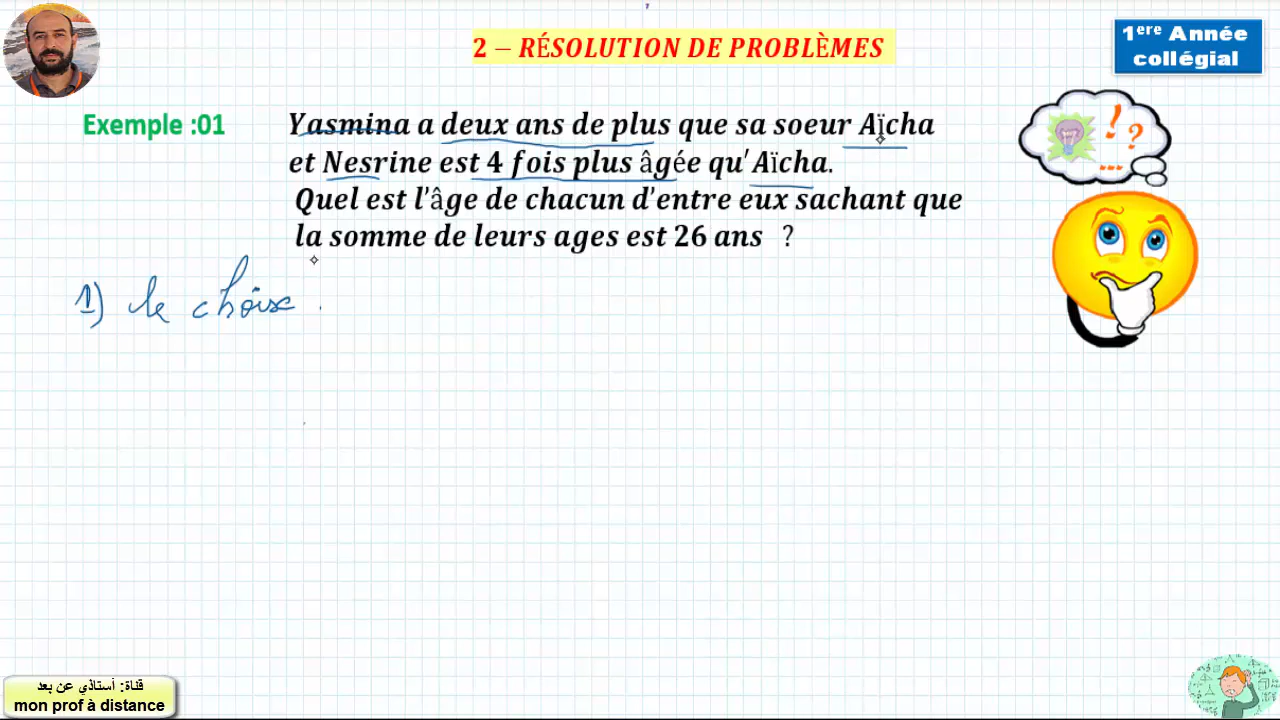 2 – RÉSOLUTION DE PROBLÈMES
1ere Année
collégial
Exemple :01
Yasmina a deux ans de plus que sa soeur Aïcha
et Nesrine est 4 fois plus âgée qu'Aïcha.
Quel est l'âge de chacun d'entre eux sachant que
la somme de leurs ages est 26 ans ?
! ?
...
1) le choix .
قناة: أستاذي عن بعد
mon prof à distance